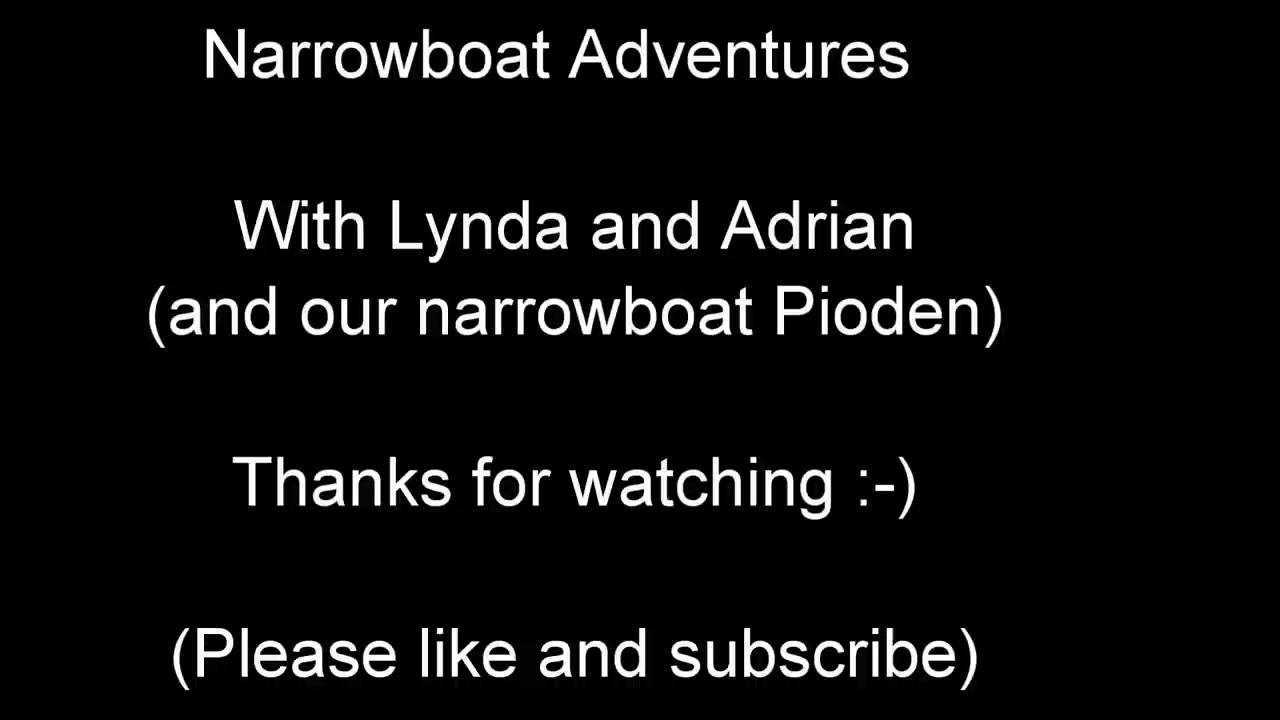 Narrowboat Adventures
With Lynda and Adrian
(and our narrowboat Pioden)
Thanks for watching :-)
(Please like and subscribe)